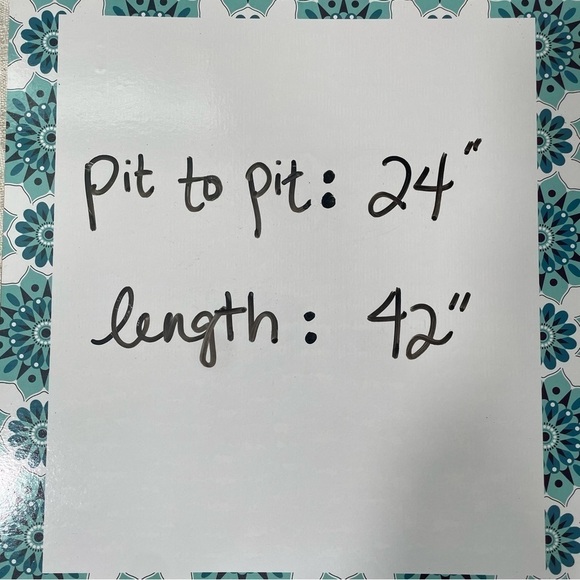 pit to pit: 24"
length: 42"